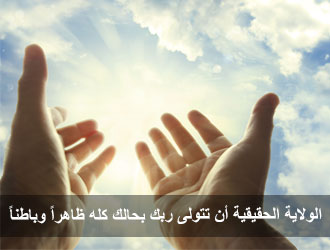 الولاية الحقيقية أن تتولى ربك بحالك كله ظاهراً وباطناً